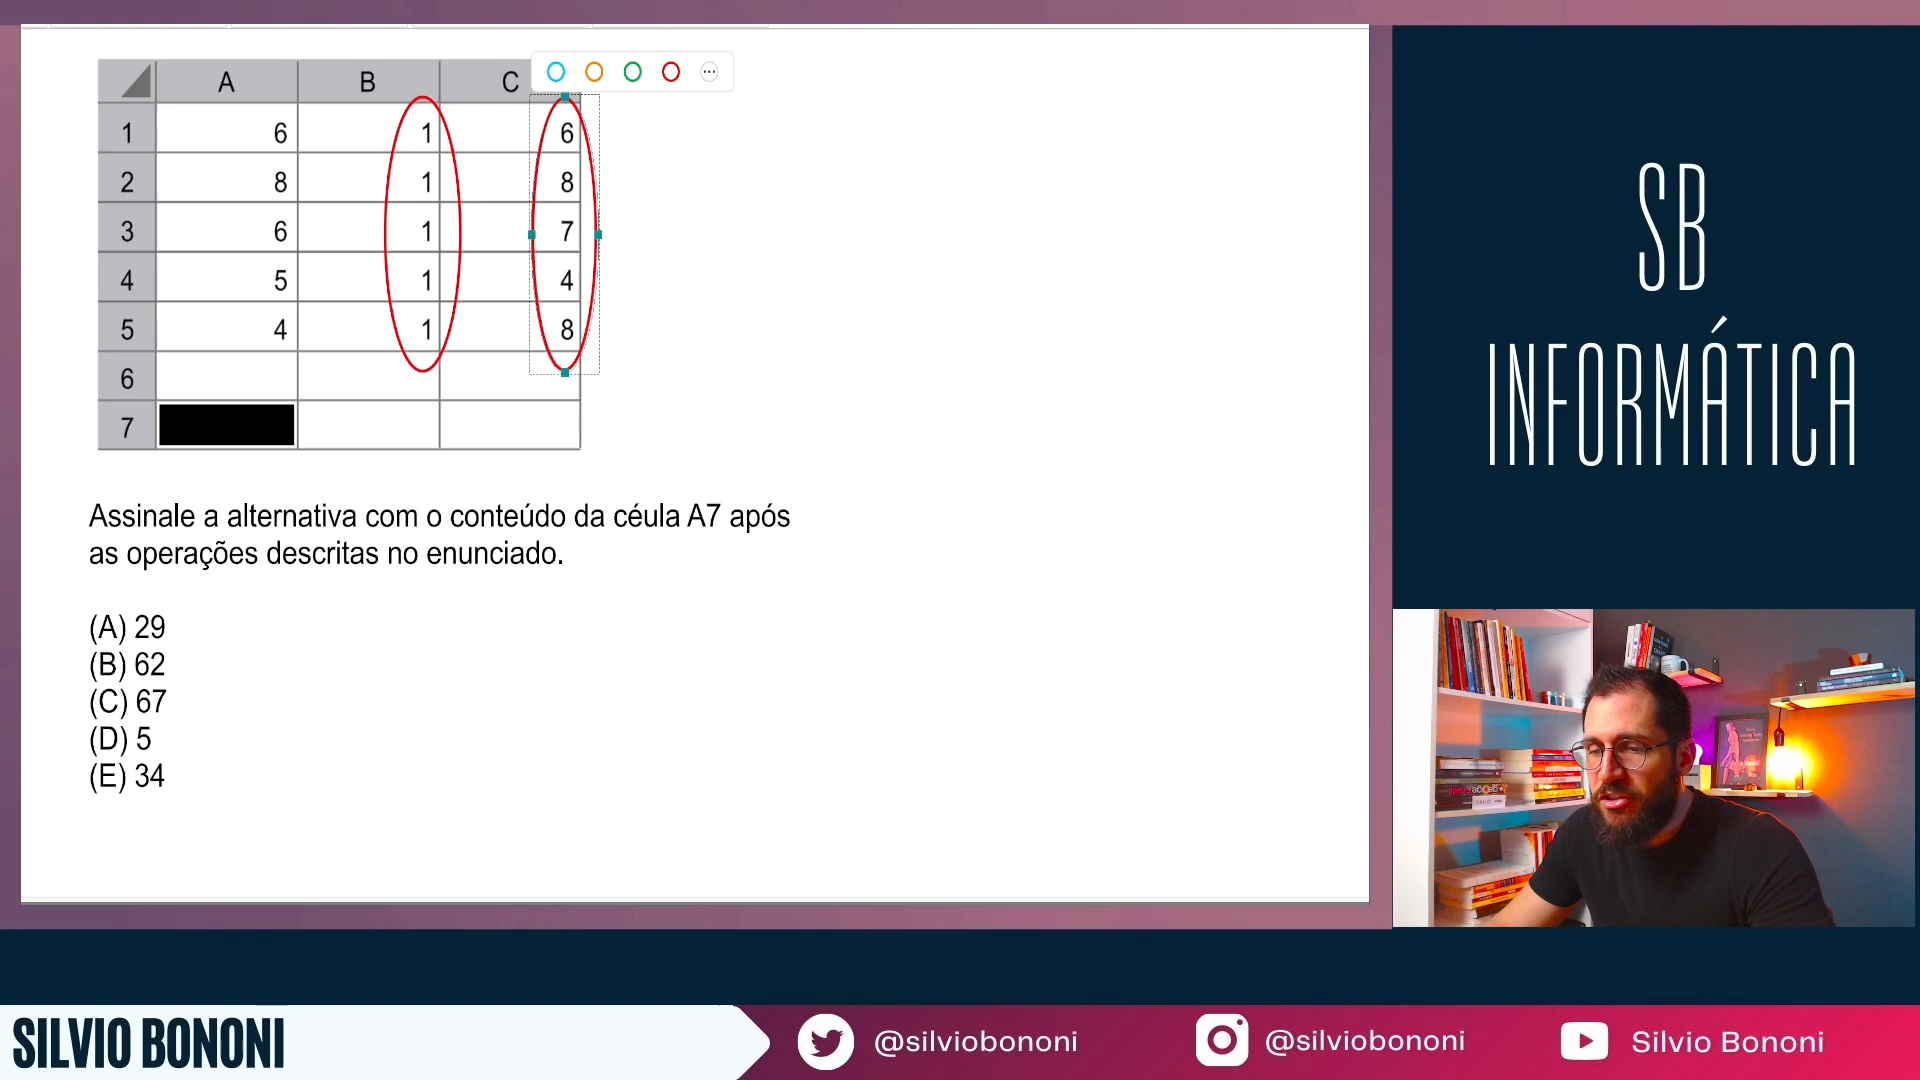 A B C
1 6 1 6
2 8 1 8
3 6 1 7
4 5 1 4
5 4 1 8
6
7
Assinale a alternativa com o conteúdo da céula A7 após
as operações descritas no enunciado.
(A) 29
(B) 62
(C) 67
(D) 5
(E) 34
SB
INFORMÁTICA
SILVIO BONONI
@silviobononi
@silviobononi
Silvio Bononi